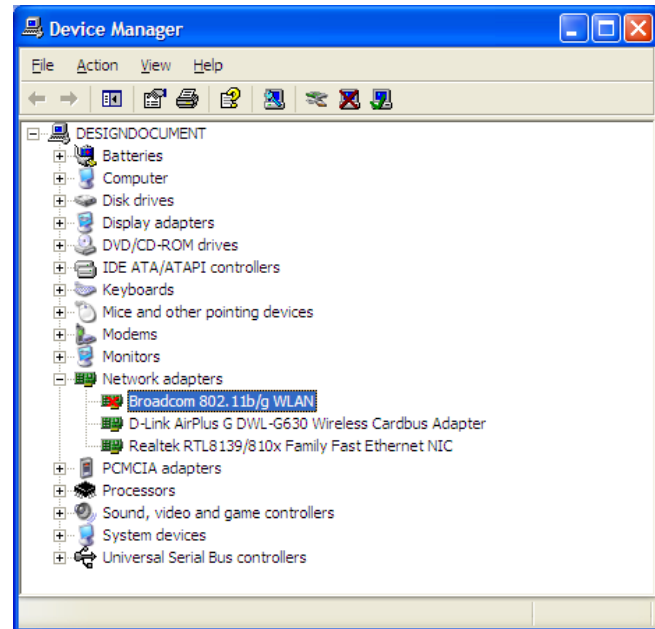 Device Manager
File Action View Help
DESIGNDOCUMENT
Batteries
Computer
Disk drives
Display adapters
DVD/CD-ROM drives
IDE ATA/ATAPI controllers
Keyboards
Mice and other pointing devices
Modems
Monitors
Network adapters
Broadcom 802.11b/g WLAN
D-Link AirPlus G DWL-G630 Wireless Cardbus Adapter
Realtek RTL8139/810x Family Fast Ethernet NIC
PCMCIA adapters
Processors
Sound, video and game controllers
System devices
Universal Serial Bus controllers